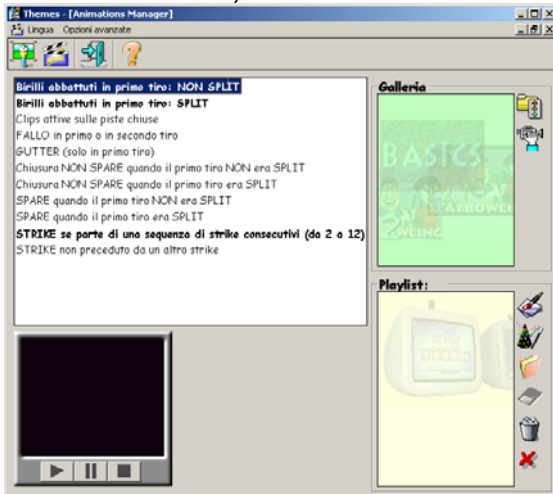 Themes - [Animations Manager]
Lingua Opzioni avanzate
Birilli abbattuti in primo tiro: NON SPLIT
Birilli abbattuti in primo tiro: SPLIT
Clips attive sulle piste chiuse
FALLO in primo o in secondo tiro
GUTTER (solo in primo tiro)
Chiusura NON SPARE quando il primo tiro NON era SPLIT
Chiusura NON SPARE quando il primo tiro era SPLIT
SPARE quando il primo tiro NON era SPLIT
SPARE quando il primo tiro era SPLIT
STRIKE se parte di una sequenza di strike consecutivi (da 2 a 12)
STRIKE non preceduto da un altro strike
Galleria
BASICS
Playlist: